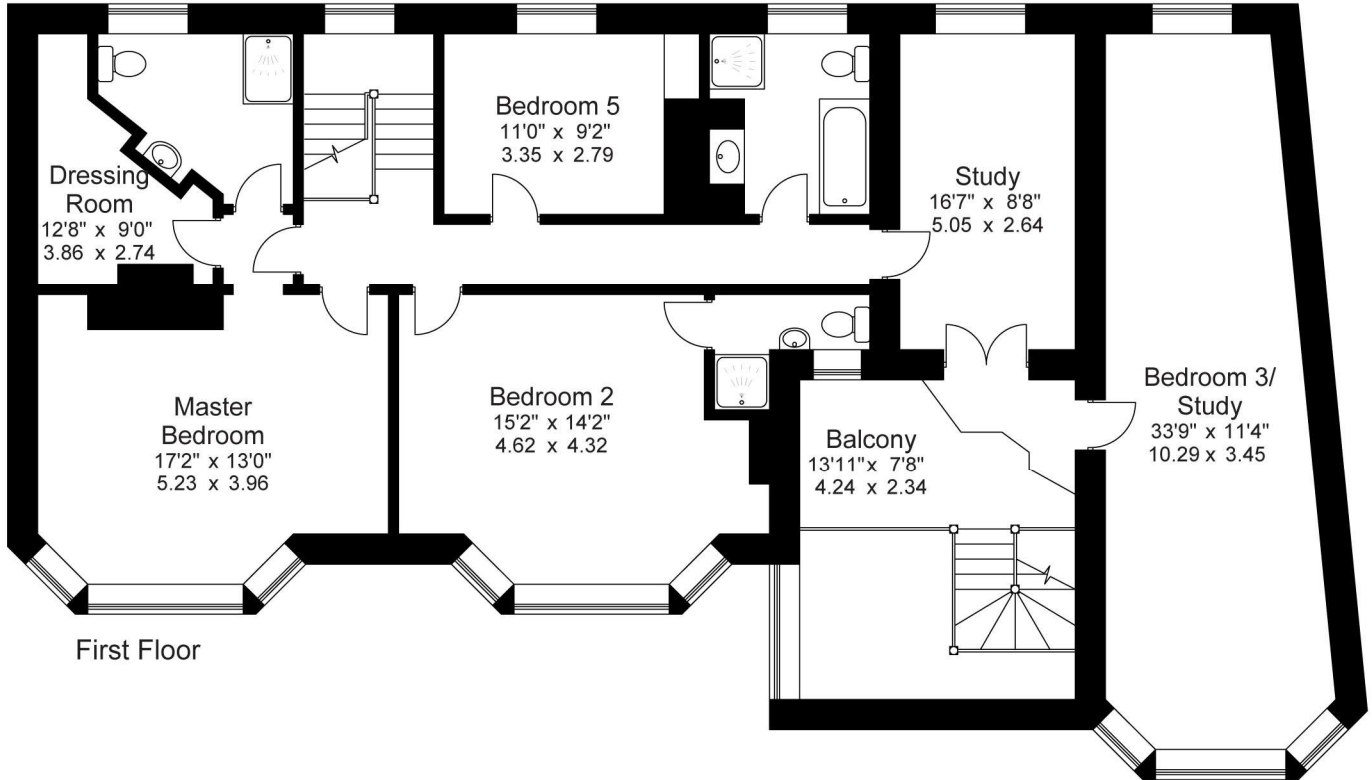 Bedroom 5
11'0" x 9'2"
3.35 x 2.79
Dressing
Room
12'8" x 9'0"
3.86 x 2.74
Study
16'7" x 8'8"
5.05 x 2.64
Master
Bedroom
17'2" x 13'0"
5.23 x 3.96
Bedroom 2
15'2" x 14'2"
4.62 x 4.32
Balcony
13'11"x 7'8"
4.24 x 2.34
Bedroom 3/
Study
33'9" x 11'4"
10.29 x 3.45
First Floor